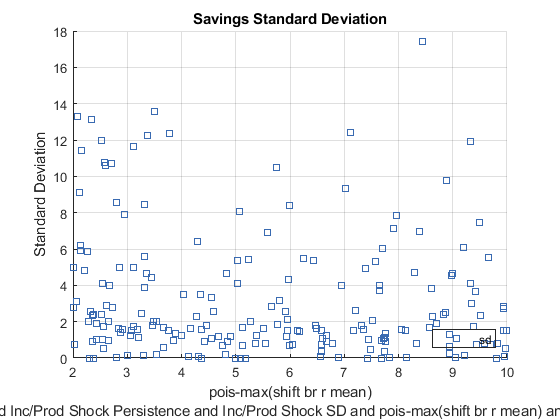 Savings Standard Deviation
18
16
14
12
10
8
6
4
2
0
Standard Deviation
sd
2 3 4 5 6 7 8 9 10
pois-max(shift br r mean)
d Inc/Prod Shock Persistence and Inc/Prod Shock SD and pois-max(shift br r mean) a